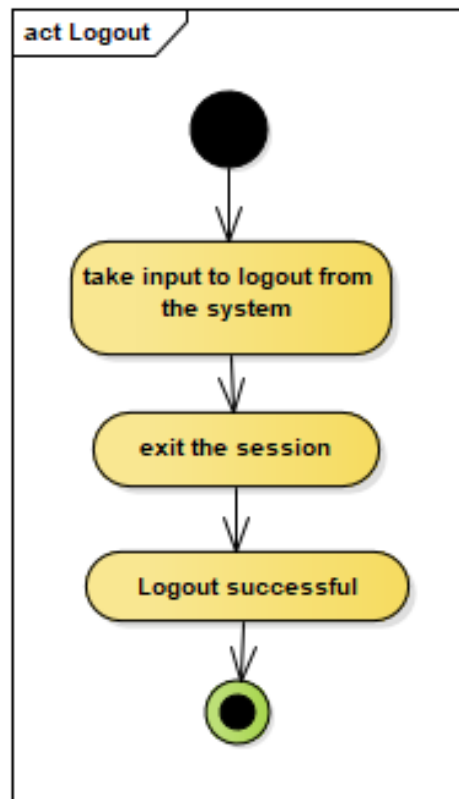 act Logout
take input to logout from
the system
exit the session
Logout successful